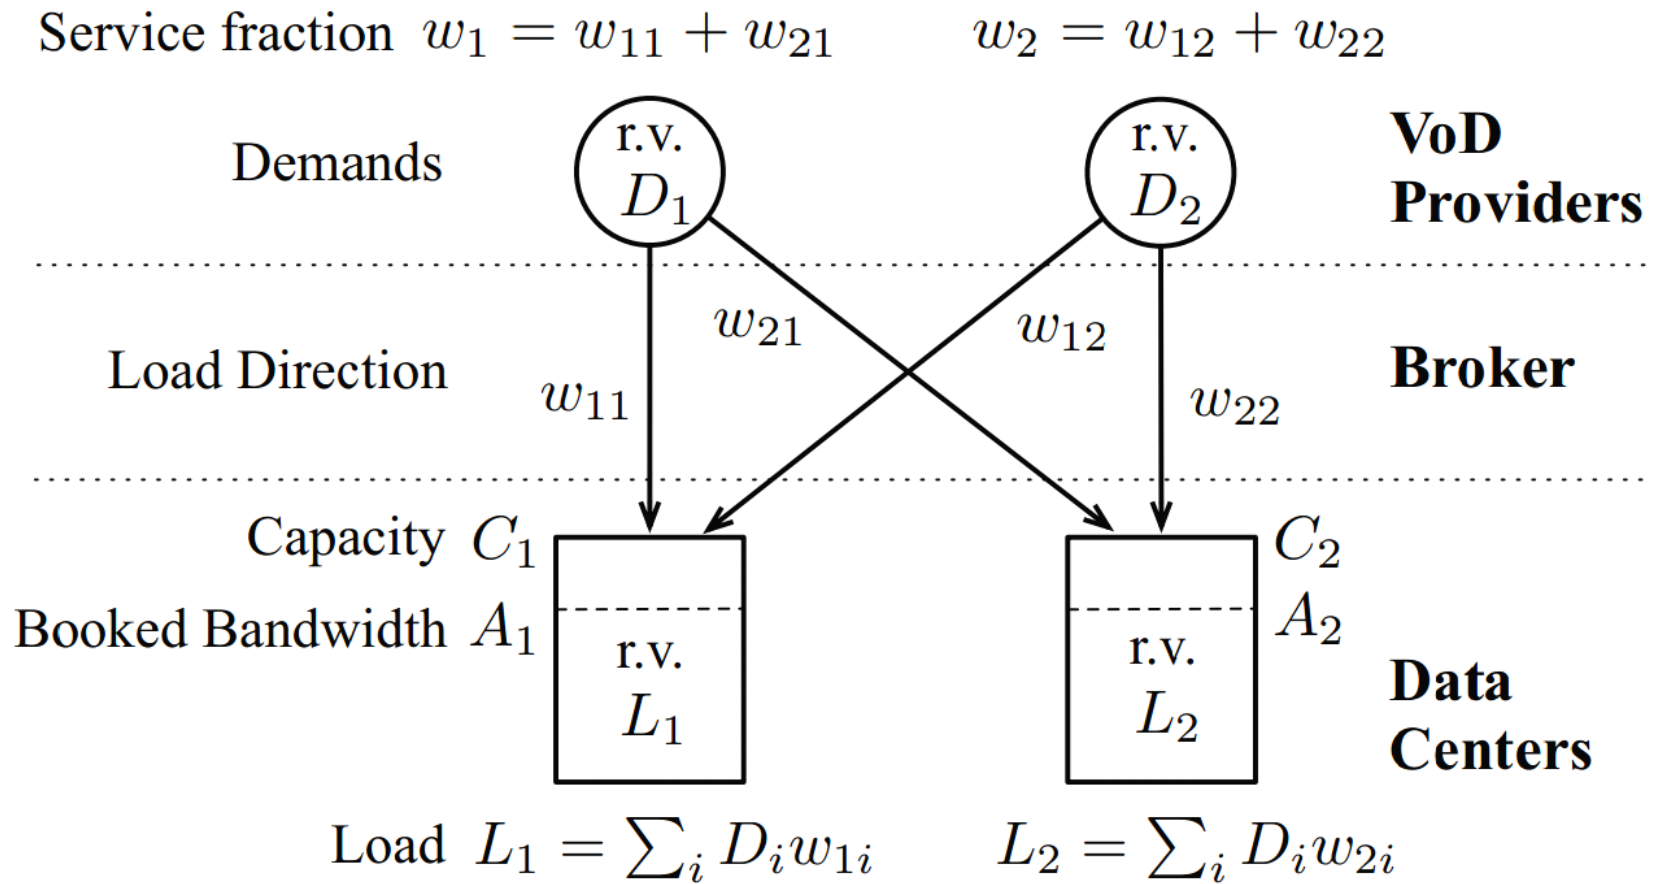 Service fraction w₁ = w₁₁ + w₂₁ w₂ = w₁₂ + w₂₂
Demands r.v. D₁ r.v. D₂ VoD Providers
w₂₁ w₁₂
Load Direction Broker
w₁₁ w₂₂
Capacity C₁ C₂
Booked Bandwidth A₁ A₂
r.v. L₁ r.v. L₂ Data Centers
Load L₁ = ∑ᵢ Dᵢw₁ᵢ L₂ = ∑ᵢ Dᵢw₂ᵢ